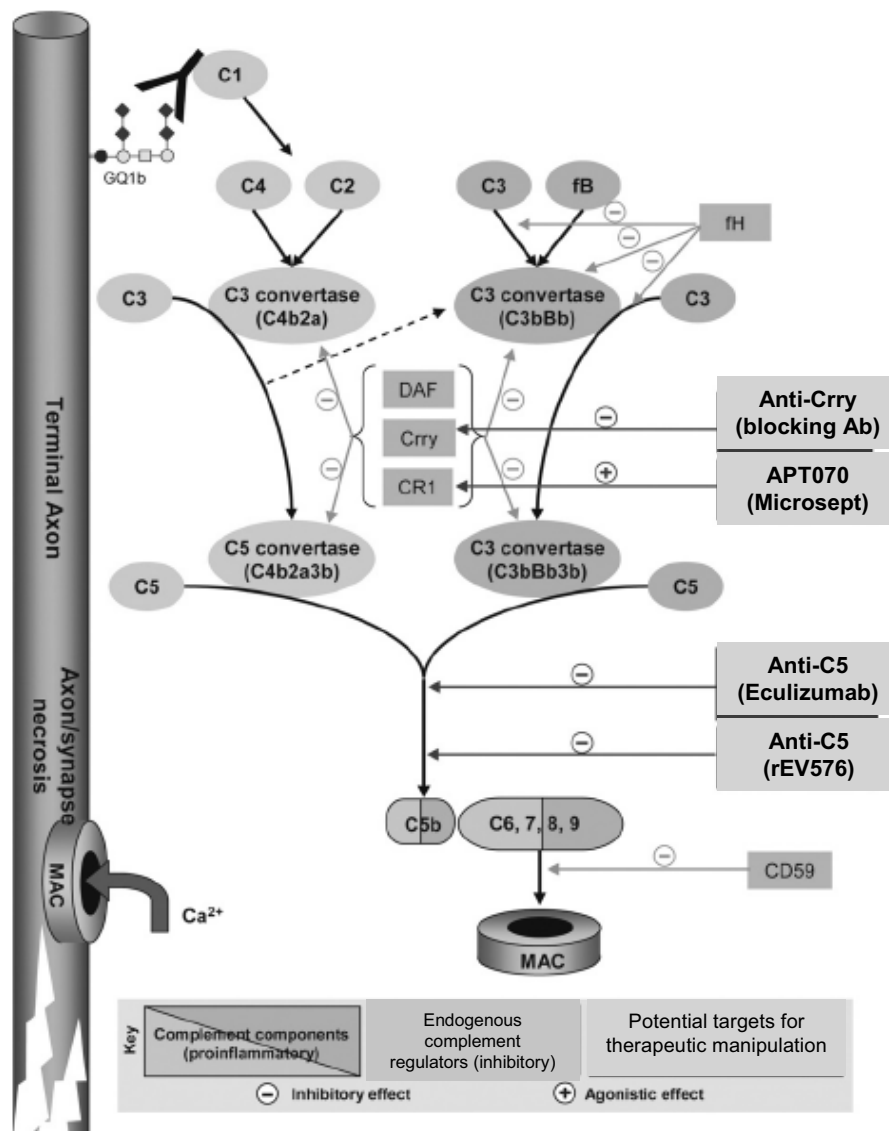 C1
GQ1b
C4
C2
C3
fB
fH
C3
C3 convertase
(C4b2a)
C3 convertase
(C3bBb)
C3
DAF
Crry
CR1
Anti-Crry
(blocking Ab)
APT070
(Microsept)
Terminal Axon
C5 convertase
(C4b2a3b)
C3 convertase
(C3bBb3b)
C5
C5
Anti-C5
(Eculizumab)
Anti-C5
(rEV576)
Axon/synapse
necrosis
C5b
C6, 7, 8, 9
CD59
MAC
Ca²⁺
MAC
Key
Complement components
(proinflammatory)
Endogenous
complement
regulators (inhibitory)
Potential targets for
therapeutic manipulation
− Inhibitory effect
+ Agonistic effect